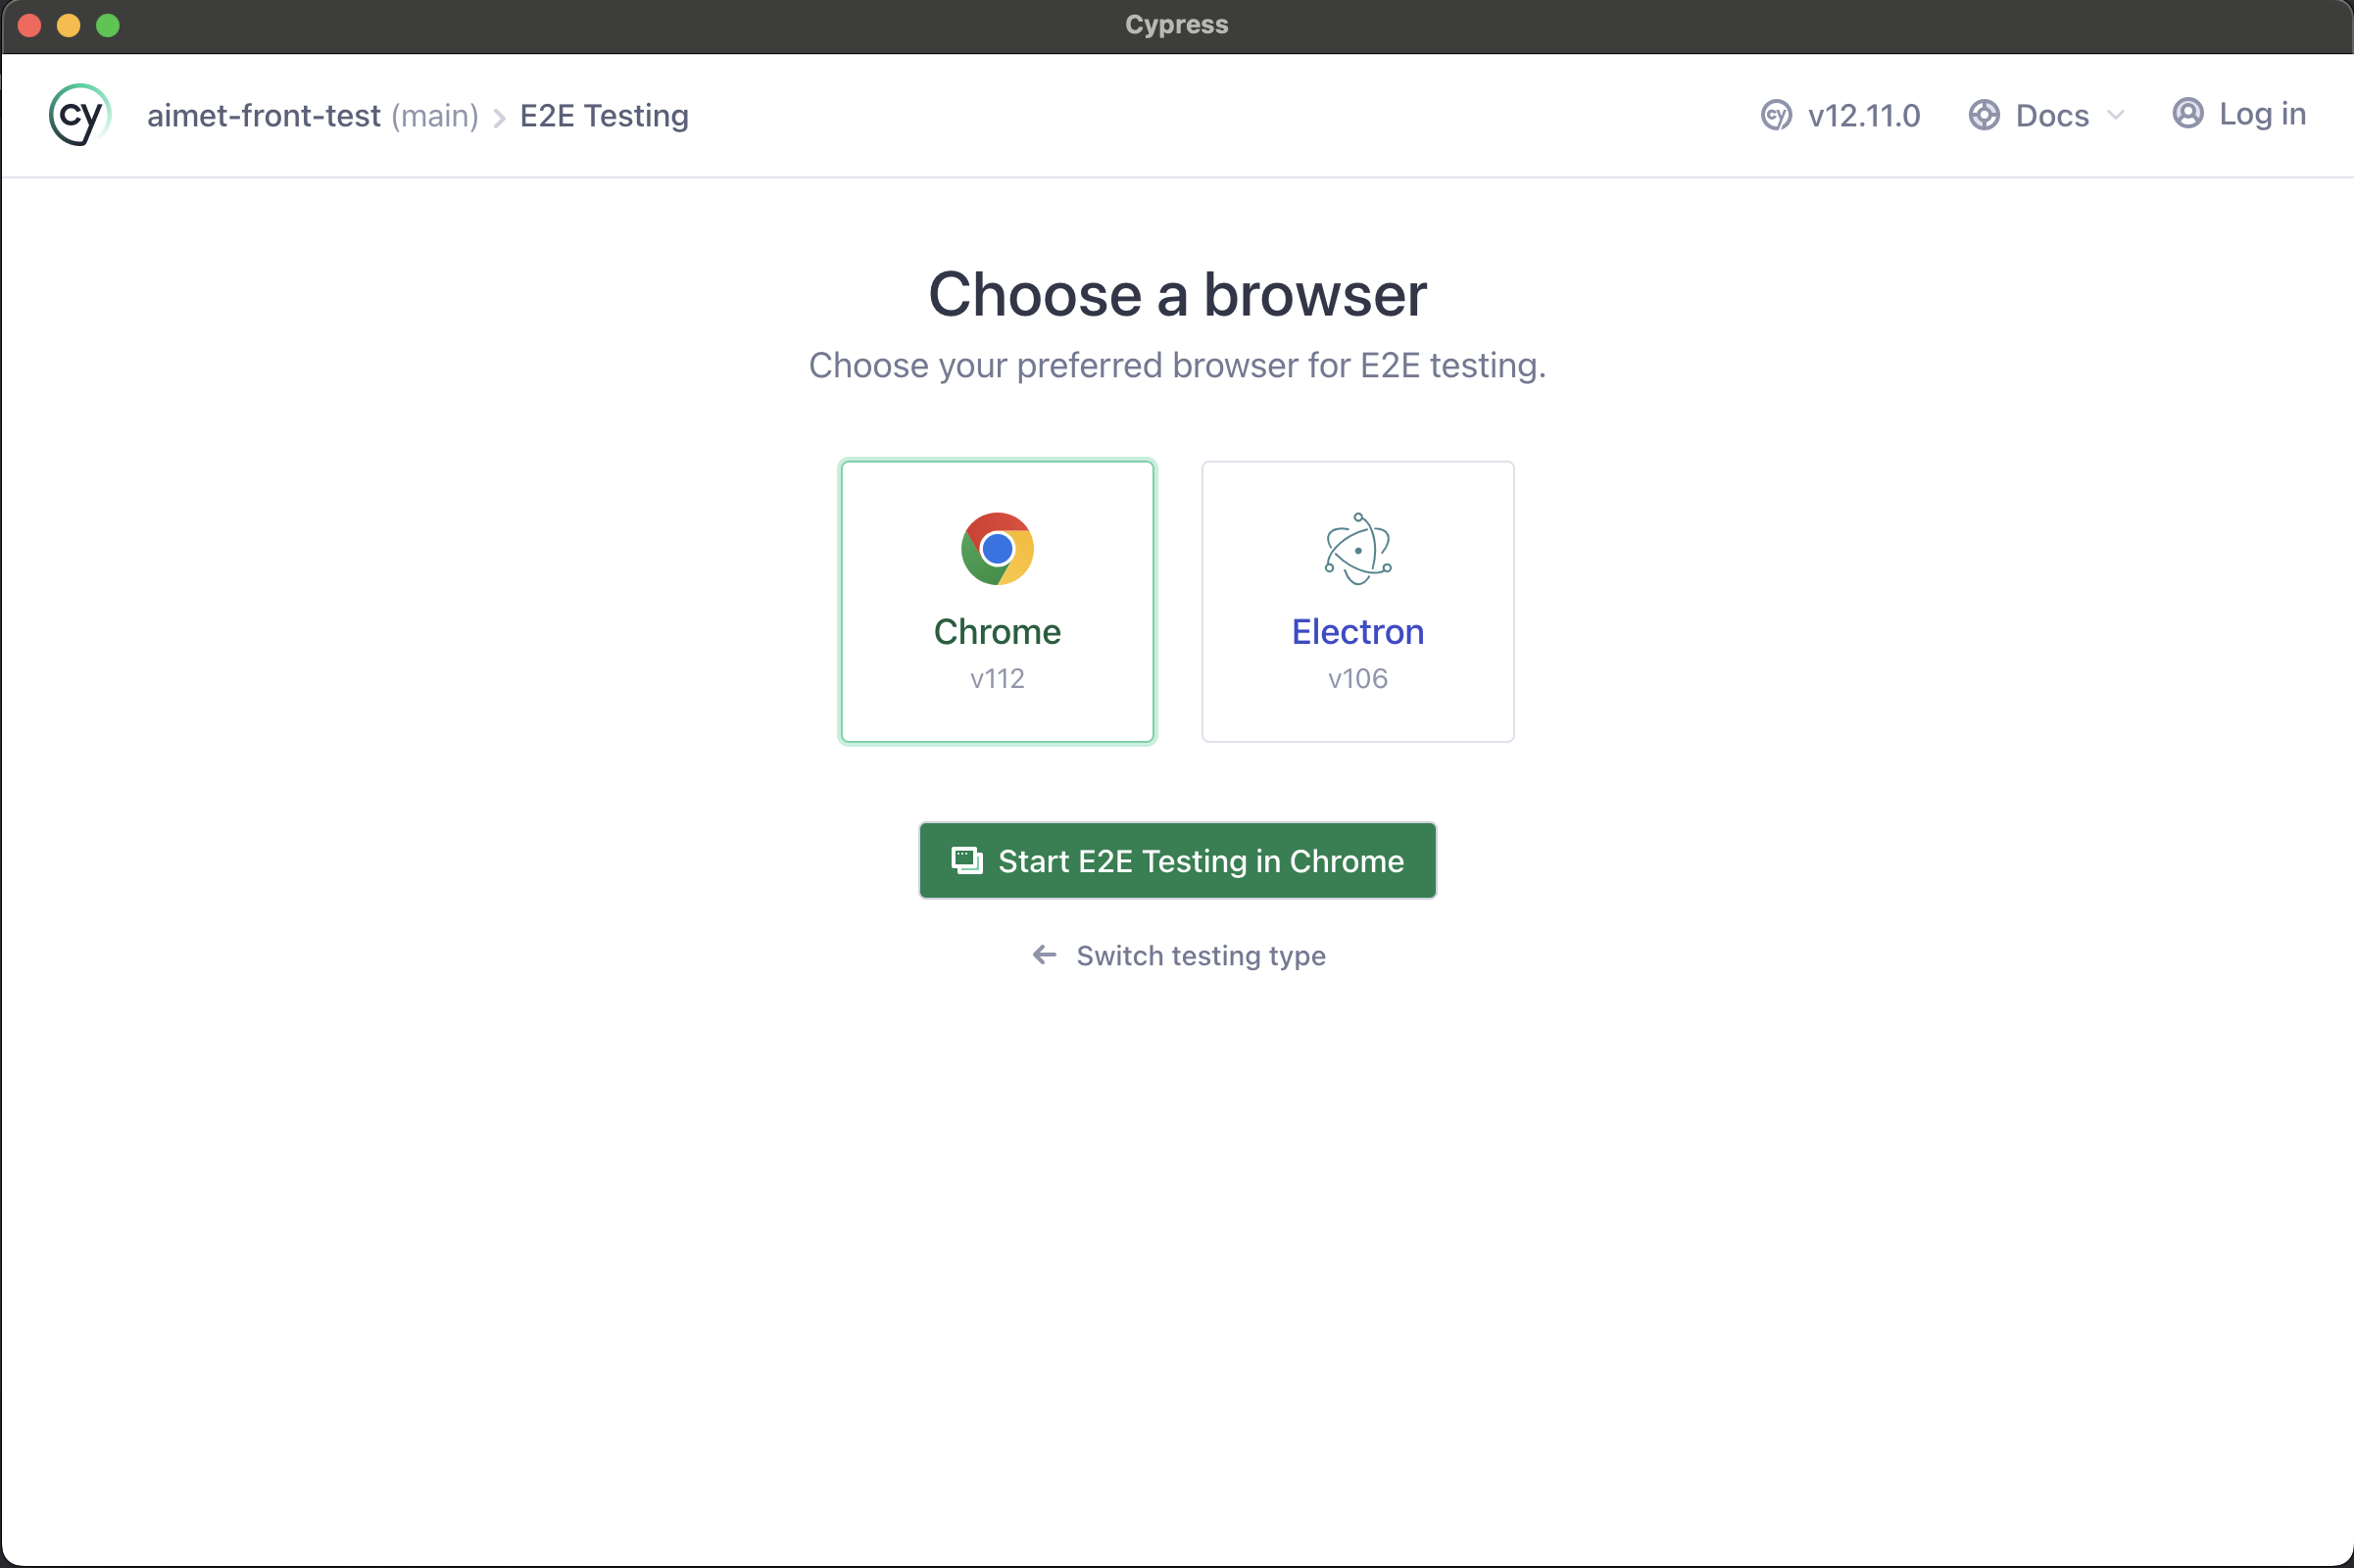 Cypress
cy aimet-front-test (main) > E2E Testing
cy v12.11.0 Docs Log in
Choose a browser
Choose your preferred browser for E2E testing.
Chrome
v112
Electron
v106
Start E2E Testing in Chrome
← Switch testing type